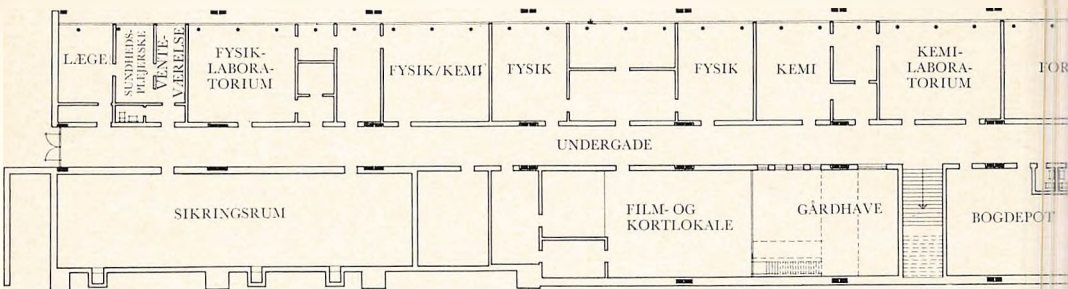 LÆGE
SUNDHEDS-
PLEJERSKE
VENTE-
VÆRELSE
FYSIK-
LABORA-
TORIUM
FYSIK/KEMI
FYSIK
FYSIK
KEMI
KEMI-
LABORA-
TORIUM
FOR
UNDERGADE
SIKRINGSRUM
FILM- OG
KORTLOKALE
GÅRDHAVE
BOGDEPOT